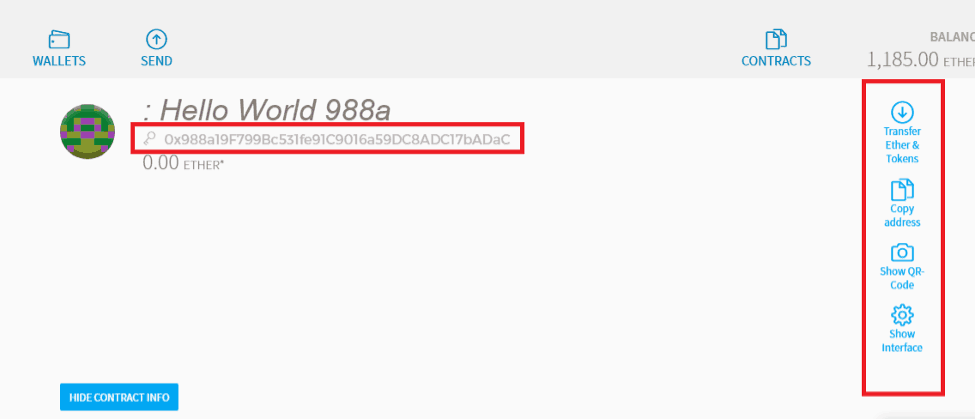 WALLETS
SEND
CONTRACTS
BALANC
1,185.00 ETHER
: Hello World 988a
0x988a19F799Bc531fe91C9016a59DC8ADC17bADaC
0.00 ETHER*
Transfer
Ether &
Tokens
Copy
address
Show QR-
Code
Show
Interface
HIDE CONTRACT INFO